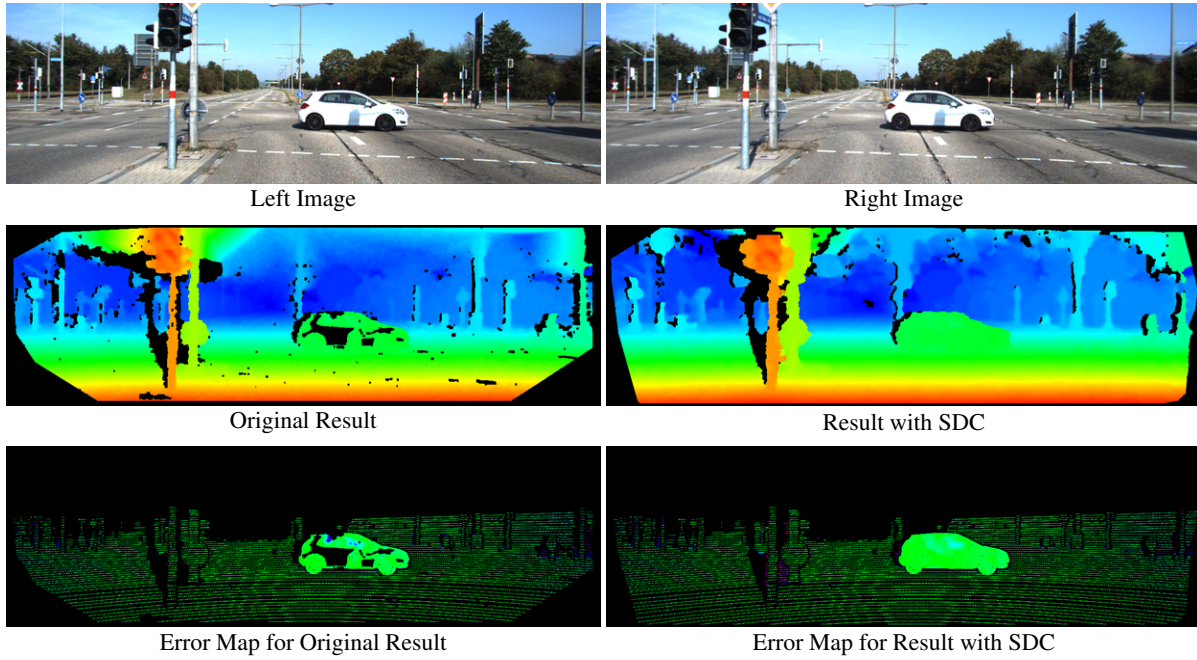 Left Image
Right Image
Original Result
Result with SDC
Error Map for Original Result
Error Map for Result with SDC